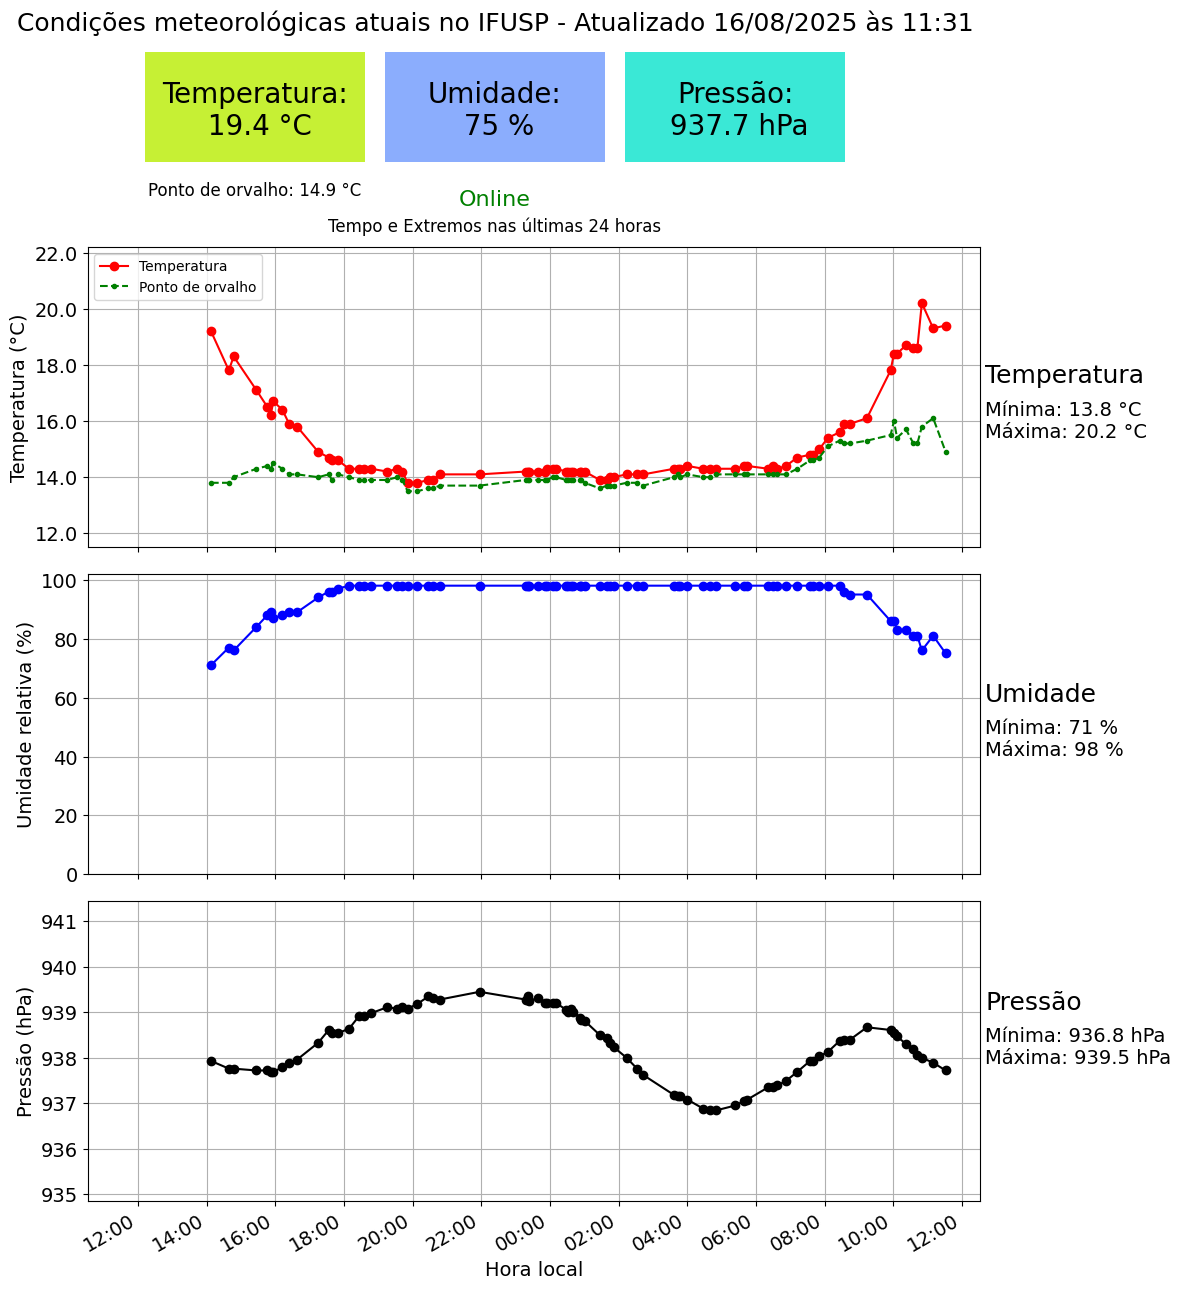 Condições meteorológicas atuais no IFUSP - Atualizado 16/08/2025 às 11:31
Temperatura:
19.4 °C
Umidade:
75 %
Pressão:
937.7 hPa
Ponto de orvalho: 14.9 °C
Online
Tempo e Extremos nas últimas 24 horas
Temperatura (°C)
22.0
20.0
18.0
16.0
14.0
12.0
Temperatura
Ponto de orvalho
Temperatura
Mínima: 13.8 °C
Máxima: 20.2 °C
Umidade relativa (%)
100
80
60
40
20
0
Umidade
Mínima: 71 %
Máxima: 98 %
Pressão (hPa)
941
940
939
938
937
936
935
Pressão
Mínima: 936.8 hPa
Máxima: 939.5 hPa
12:00 14:00 16:00 18:00 20:00 22:00 00:00 02:00 04:00 06:00 08:00 10:00 12:00
Hora local